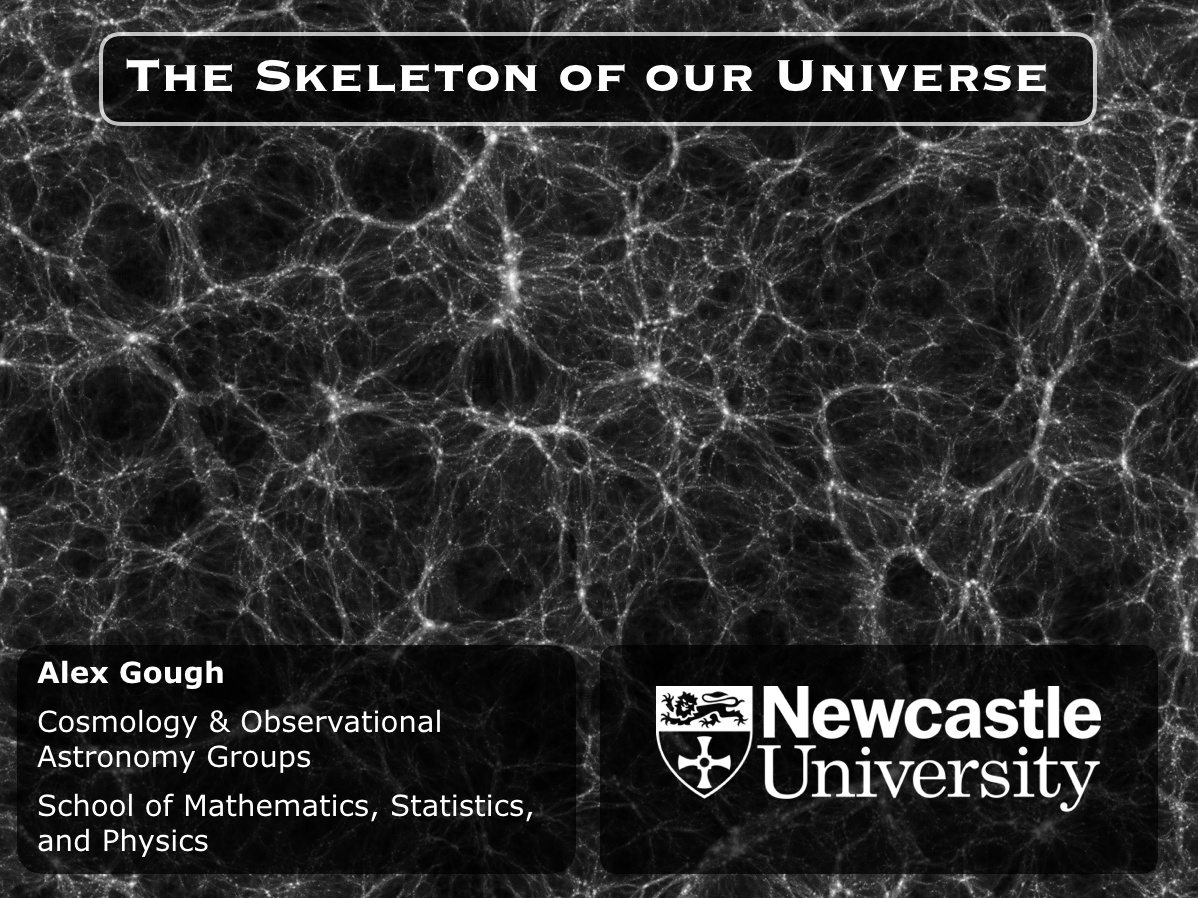 The Skeleton of our Universe
Alex Gough
Cosmology & Observational
Astronomy Groups
School of Mathematics, Statistics,
and Physics
Newcastle
University